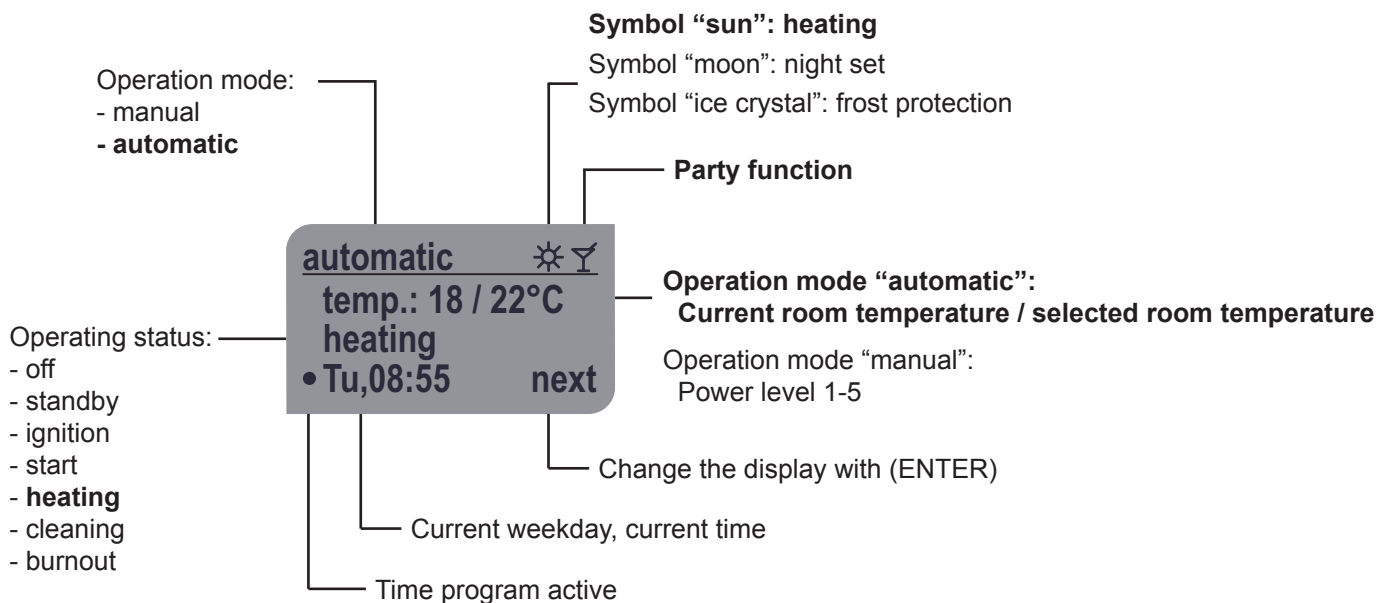 Symbol “sun”: heating
Symbol “moon”: night set
Symbol “ice crystal”: frost protection
Operation mode:
- manual
- automatic
Party function
automatic
temp.: 18 / 22°C
heating
Tu,08:55 next
Operation mode “automatic”:
Current room temperature / selected room temperature
Operation mode “manual”:
Power level 1-5
Operating status:
- off
- standby
- ignition
- start
- heating
- cleaning
- burnout
Change the display with (ENTER)
Current weekday, current time
Time program active